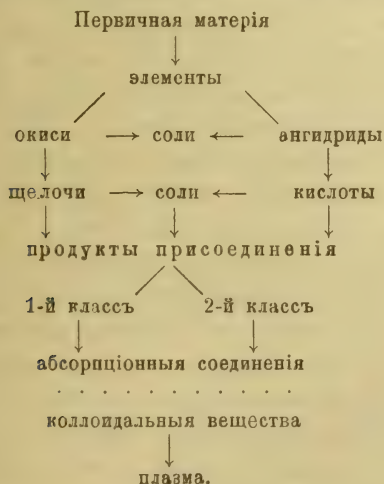 Первичная матерія
элементы
окиси соли ангидриды
щелочи соли кислоты
продукты присоединенія
1-й классъ 2-й классъ
абсорпціонныя соединенія
. . . . . . . . . . .
коллоидальныя вещества
плазма.